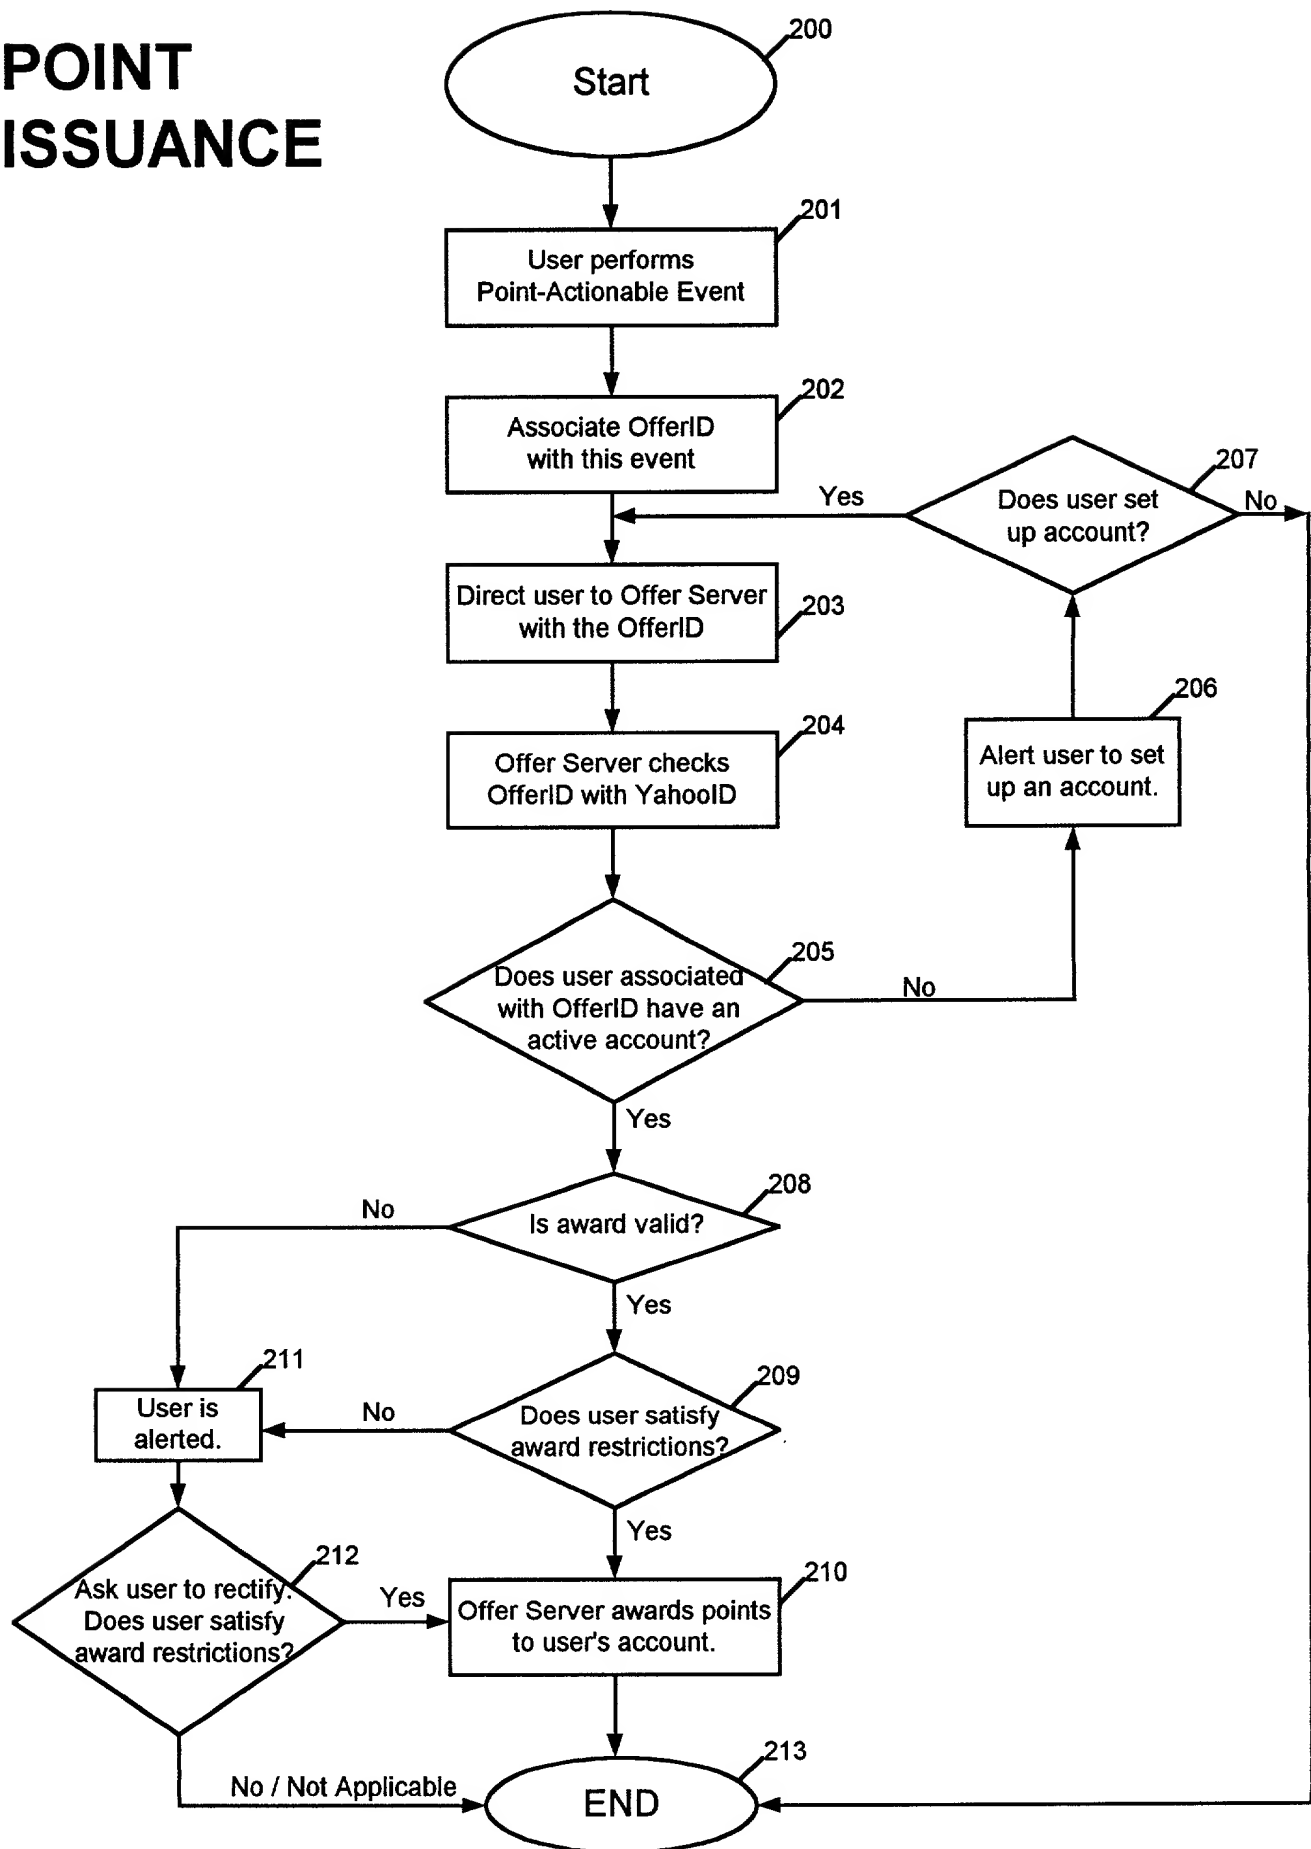 POINT
ISSUANCE
200
Start
201
User performs
Point-Actionable Event
202
Associate OfferID
with this event
207
Does user set
up account?
Yes
No
Direct user to Offer Server
with the OfferID
203
206
Alert user to set
up an account.
204
Offer Server checks
OfferID with YahooID
205
Does user associated
with OfferID have an
active account?
No
Yes
208
Is award valid?
No
Yes
211
User is
alerted.
209
Does user satisfy
award restrictions?
No
Yes
212
Ask user to rectify.
Does user satisfy
award restrictions?
Yes
210
Offer Server awards points
to user's account.
No / Not Applicable
213
END